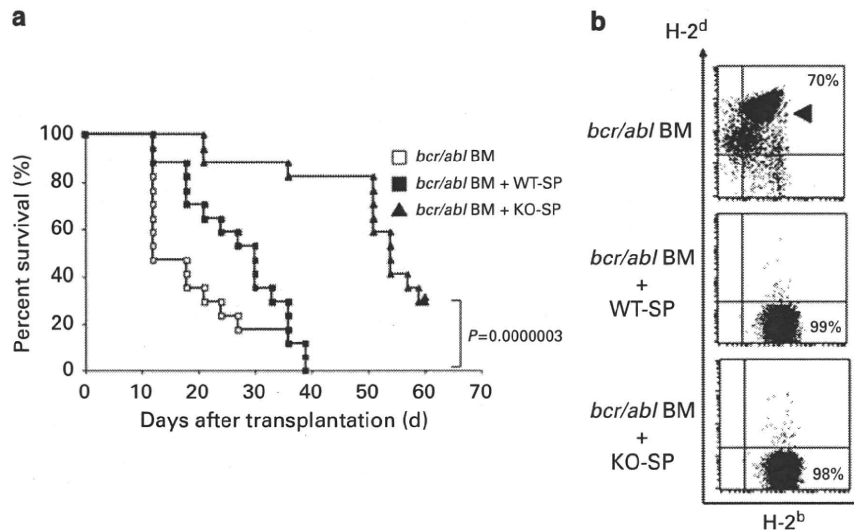 a
Percent survival (%)
100
80
60
40
20
0
0 10 20 30 40 50 60 70
Days after transplantation (d)
bcr/abl BM
bcr/abl BM + WT-SP
bcr/abl BM + KO-SP
P=0.0000003
b
H-2d
bcr/abl BM
70%
bcr/abl BM
+
WT-SP
99%
bcr/abl BM
+
KO-SP
98%
H-2b